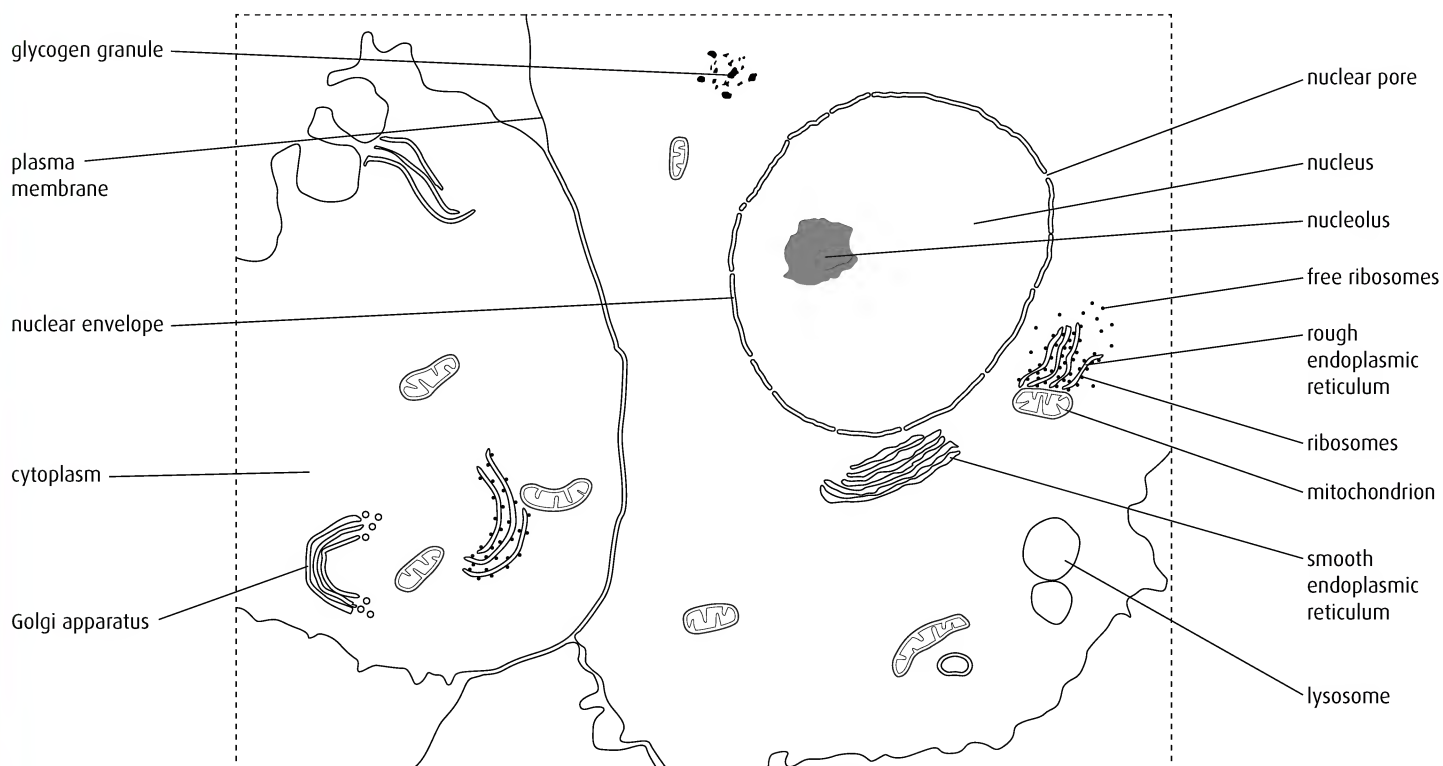 glycogen granule
plasma
membrane
nuclear envelope
cytoplasm
Golgi apparatus
nuclear pore
nucleus
nucleolus
free ribosomes
rough
endoplasmic
reticulum
ribosomes
mitochondrion
smooth
endoplasmic
reticulum
lysosome